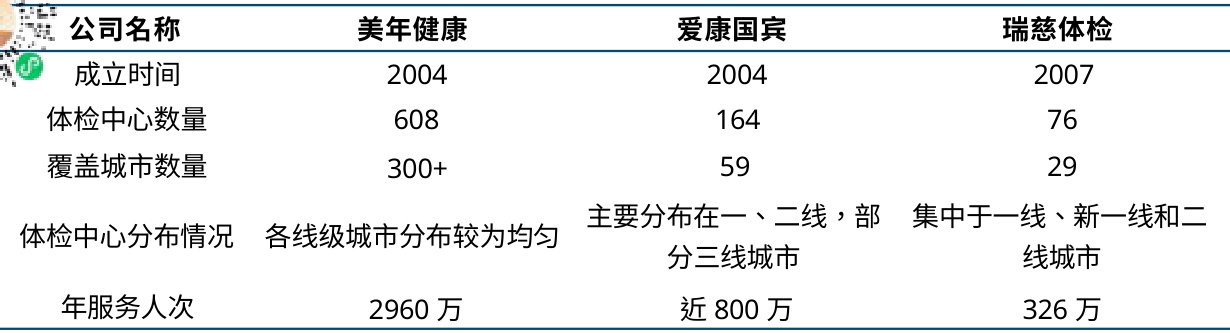 公司名称 美年健康 爱康国宾 瑞慈体检
成立时间 2004 2004 2007
体检中心数量 608 164 76
覆盖城市数量 300+ 59 29
体检中心分布情况 各线级城市分布较为均匀 主要分布在一、二线，部分三线城市 集中于一线、新一线和二线城市
年服务人次 2960 万 近 800 万 326 万